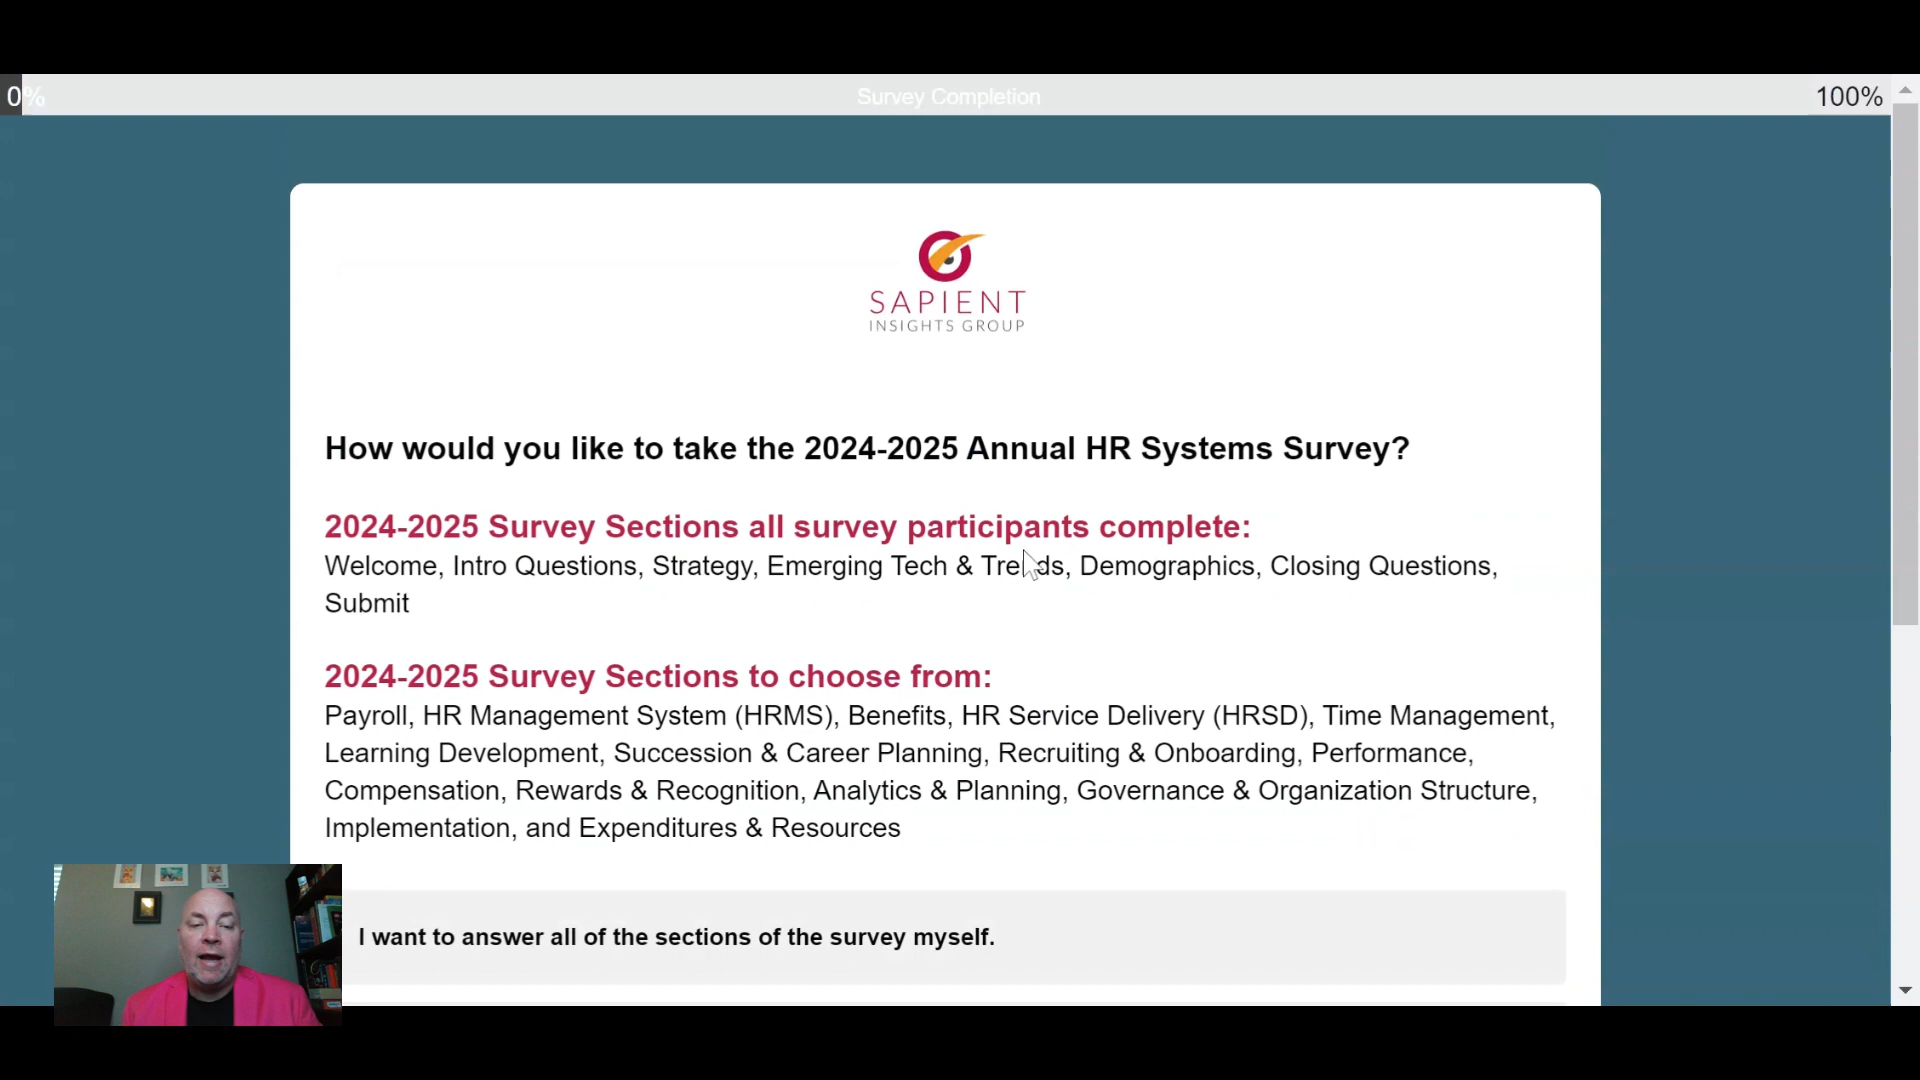 0%
Survey Completion
100%
SAPIENT
INSIGHTS GROUP
How would you like to take the 2024-2025 Annual HR Systems Survey?
2024-2025 Survey Sections all survey participants complete:
Welcome, Intro Questions, Strategy, Emerging Tech & Trends, Demographics, Closing Questions,
Submit
2024-2025 Survey Sections to choose from:
Payroll, HR Management System (HRMS), Benefits, HR Service Delivery (HRSD), Time Management,
Learning Development, Succession & Career Planning, Recruiting & Onboarding, Performance,
Compensation, Rewards & Recognition, Analytics & Planning, Governance & Organization Structure,
Implementation, and Expenditures & Resources
I want to answer all of the sections of the survey myself.